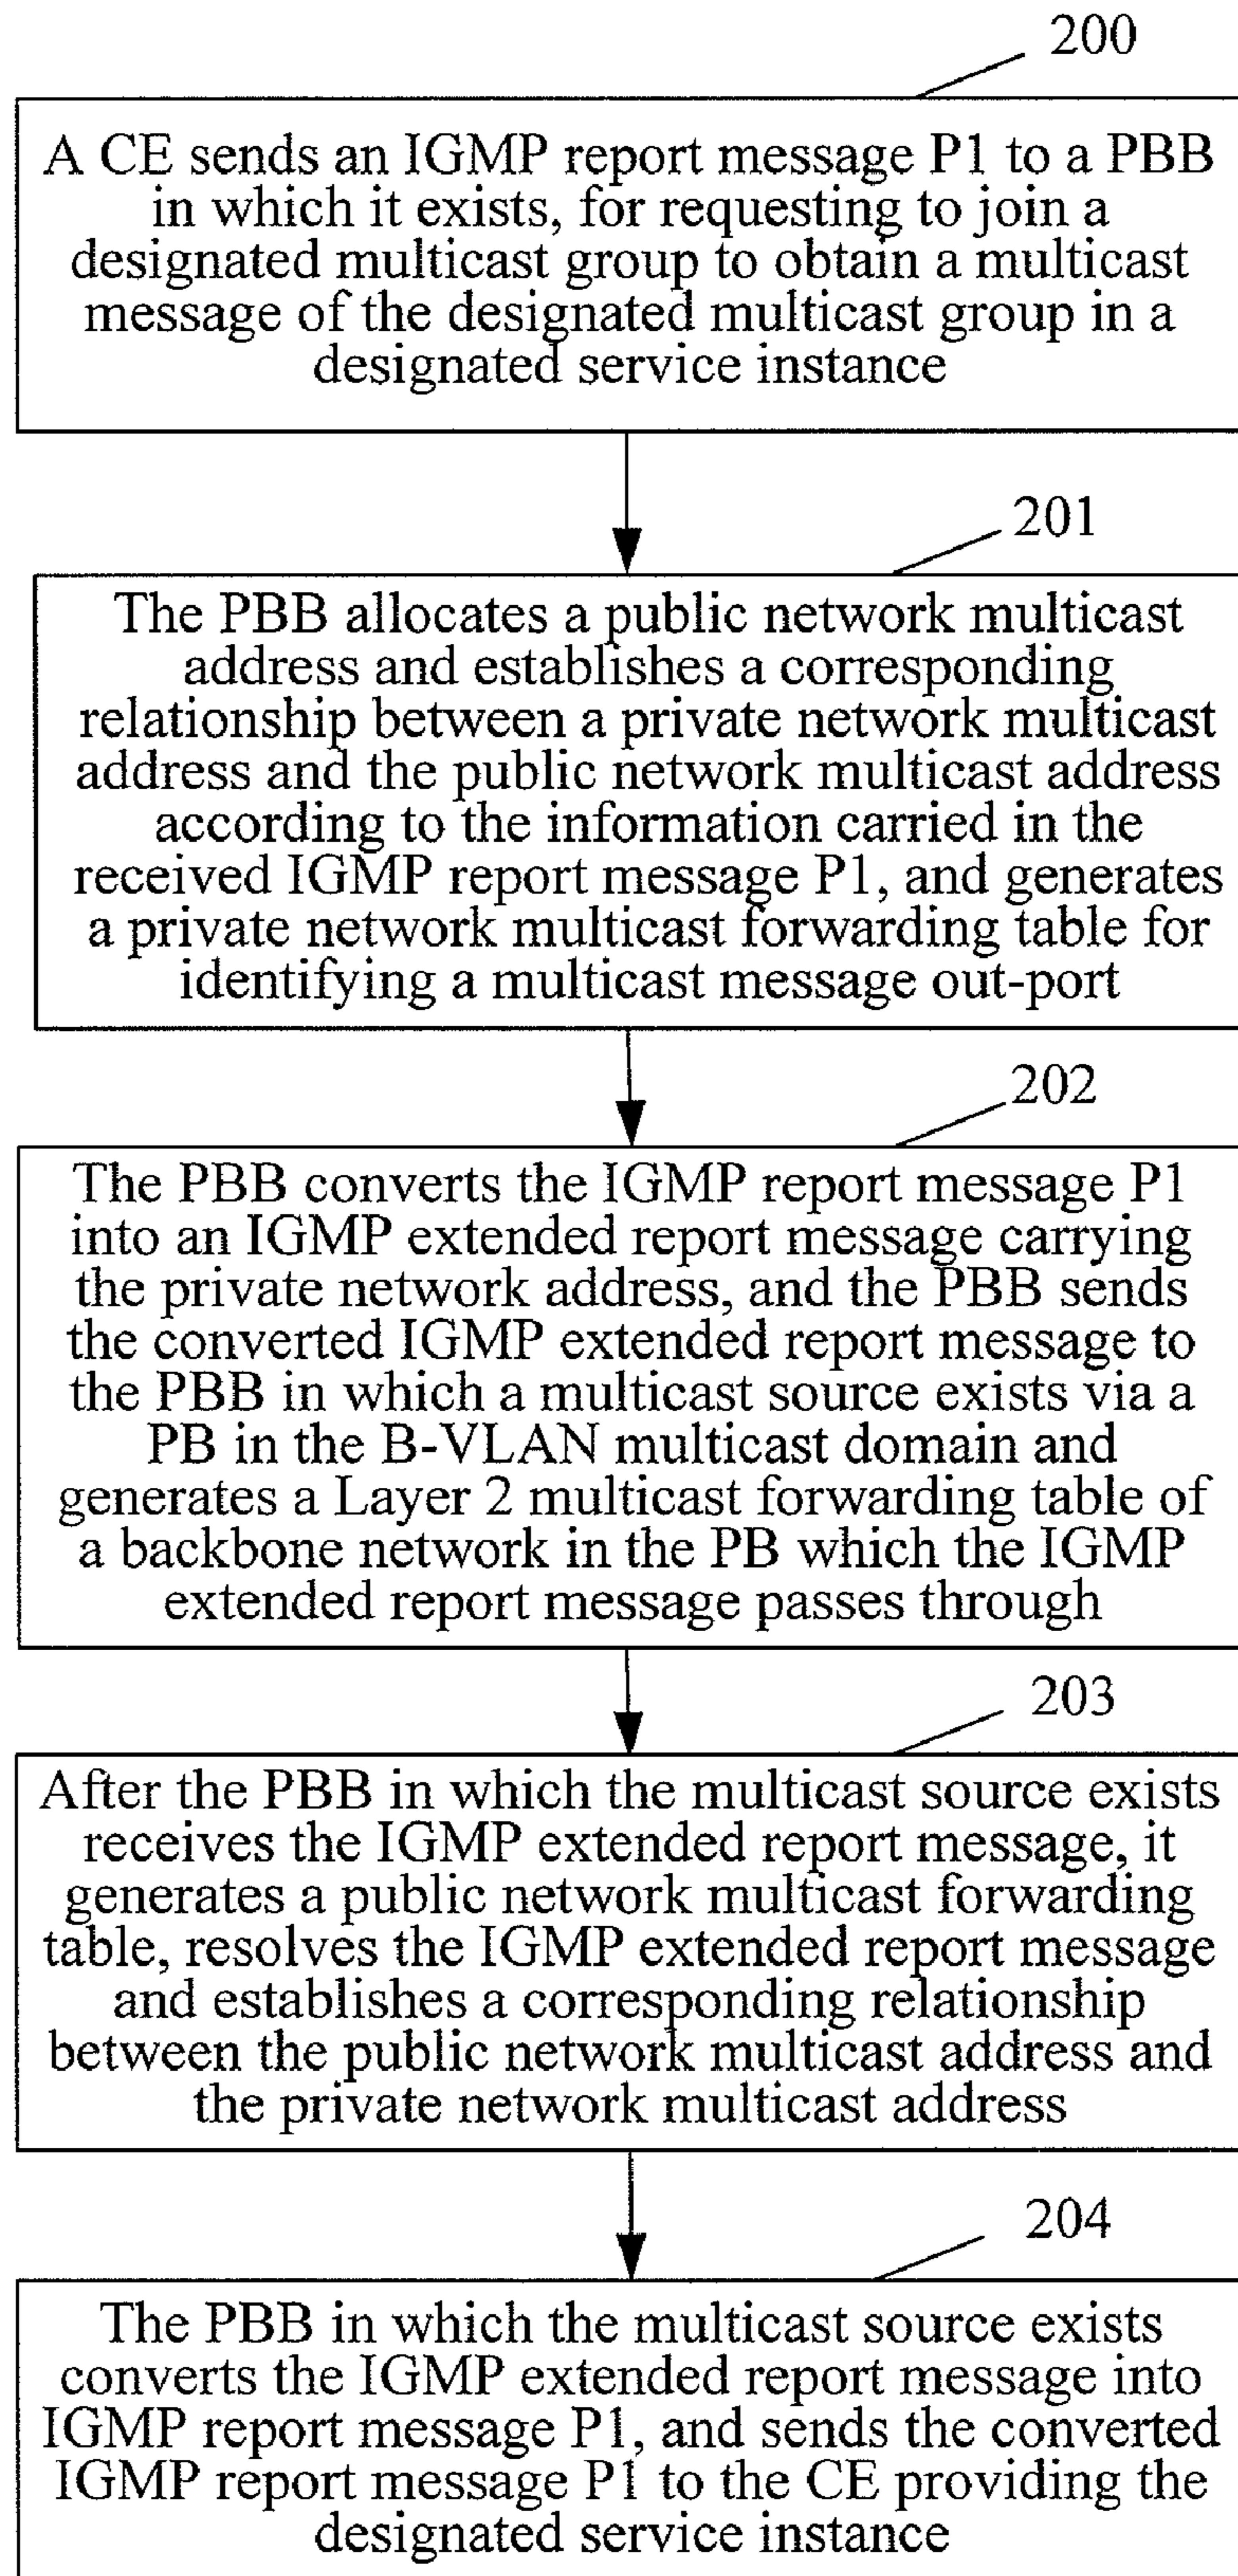 200
A CE sends an IGMP report message P1 to a PBB
in which it exists, for requesting to join a
designated multicast group to obtain a multicast
message of the designated multicast group in a
designated service instance
201
The PBB allocates a public network multicast
address and establishes a corresponding
relationship between a private network multicast
address and the public network multicast address
according to the information carried in the
received IGMP report message P1, and generates
a private network multicast forwarding table for
identifying a multicast message out-port
202
The PBB converts the IGMP report message P1
into an IGMP extended report message carrying
the private network address, and the PBB sends
the converted IGMP extended report message to
the PBB in which a multicast source exists via a
PB in the B-VLAN multicast domain and
generates a Layer 2 multicast forwarding table of
a backbone network in the PB which the IGMP
extended report message passes through
203
After the PBB in which the multicast source exists
receives the IGMP extended report message, it
generates a public network multicast forwarding
table, resolves the IGMP extended report message
and establishes a corresponding relationship
between the public network multicast address and
the private network multicast address
204
The PBB in which the multicast source exists
converts the IGMP extended report message into
IGMP report message P1, and sends the converted
IGMP report message P1 to the CE providing the
designated service instance